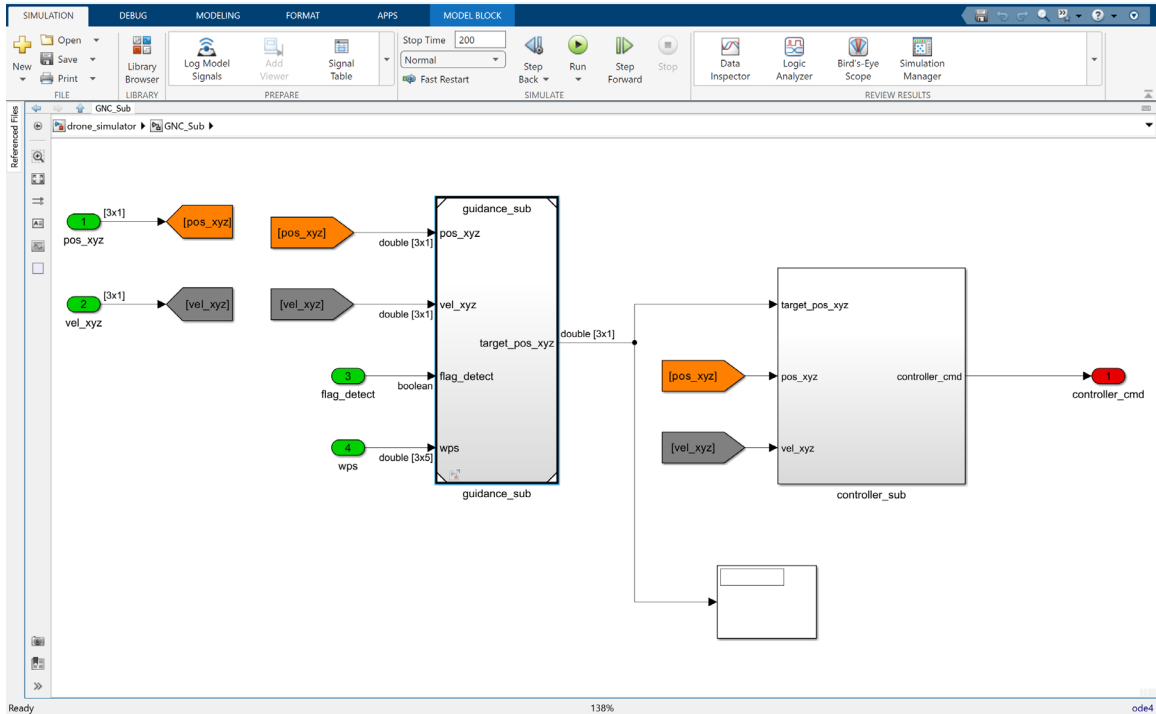 SIMULATION DEBUG MODELING FORMAT APPS MODEL BLOCK
New
Open
Save
Print
FILE
Library
Browser
LIBRARY
Log Model
Signals
Add
Viewer
Signal
Table
PREPARE
Stop Time 200
Normal
Fast Restart
Step
Back
Run
Step
Forward
Stop
SIMULATE
Data
Inspector
Logic
Analyzer
Bird's-Eye
Scope
Simulation
Manager
REVIEW RESULTS
Referenced Files
GNC_Sub
drone_simulator GNC_Sub
1
pos_xyz
[3x1]
[pos_xyz]
2
vel_xyz
[3x1]
[vel_xyz]
[pos_xyz]
double [3x1]
[vel_xyz]
double [3x1]
3
flag_detect
boolean
4
wps
double [3x5]
guidance_sub
pos_xyz
vel_xyz
target_pos_xyz
flag_detect
wps
guidance_sub
double [3x1]
[pos_xyz]
[vel_xyz]
target_pos_xyz
pos_xyz
controller_cmd
vel_xyz
controller_sub
1
controller_cmd
Ready 138% ode4